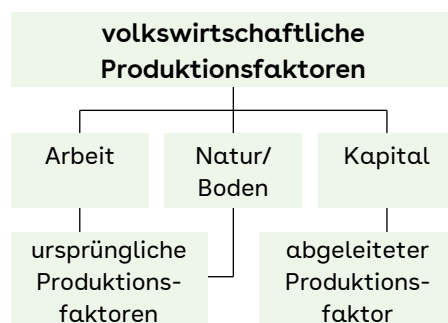 volkswirtschaftliche
Produktionsfaktoren
Arbeit
Natur/
Boden
Kapital
ursprüngliche
Produktions-
faktoren
abgeleiteter
Produktions-
faktor